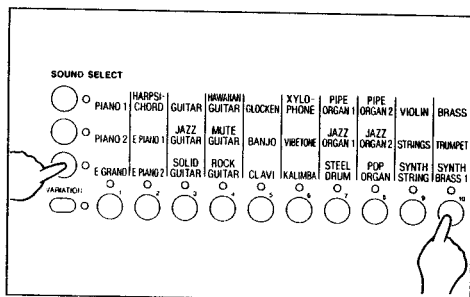 SOUND SELECT
HARPSI- HAWAIIAN XYLO- PIPE PIPE
PIANO 1 CHORD GUITAR GUITAR GLOCKEN PHONE ORGAN 1 ORGAN 2 VIOLIN BRASS
JAZZ MUTE JAZZ JAZZ
PIANO 2 E PIANO 1 GUITAR GUITAR BANJO VIBETONE ORGAN 1 ORGAN 2 STRINGS TRUMPET
SOLID ROCK STEEL POP SYNTH SYNTH
E GRAND E PIANO 2 GUITAR GUITAR CLAVI KALIMBA DRUM ORGAN STRING BRASS 1
VARIATION 1 2 3 4 5 6 7 8 9 10